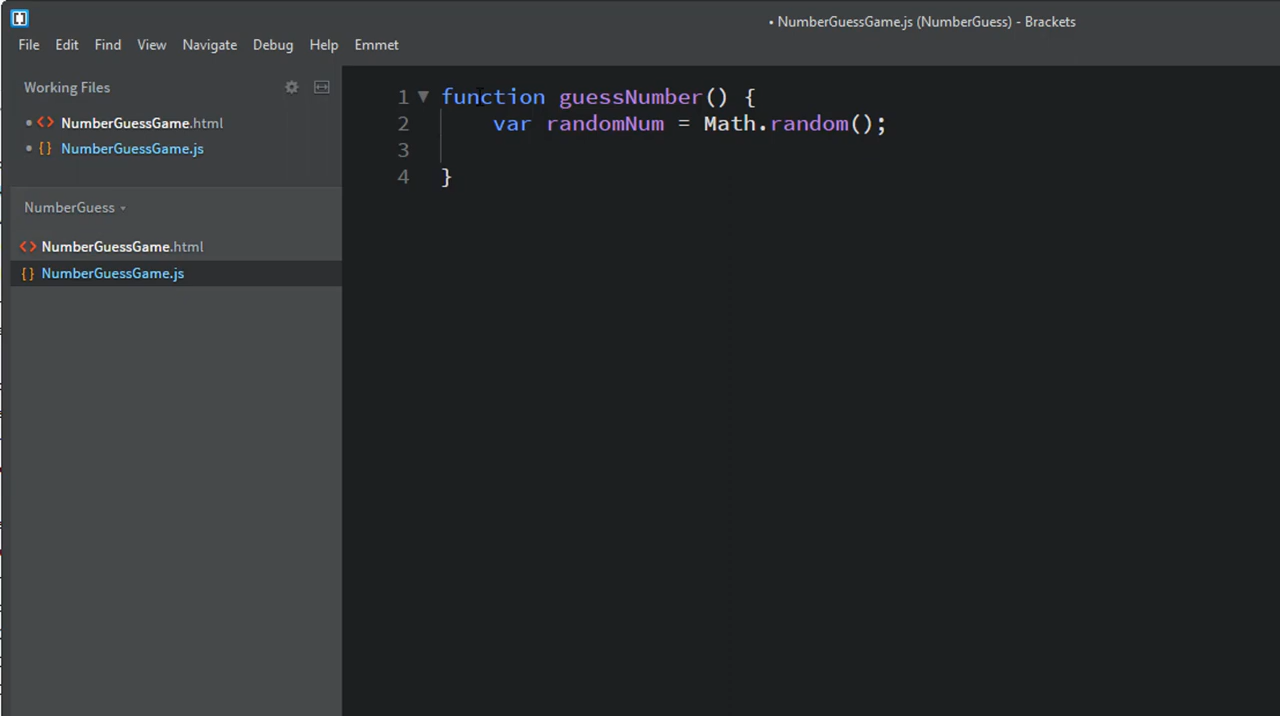 • NumberGuessGame.js (NumberGuess) - Brackets
File Edit Find View Navigate Debug Help Emmet
Working Files
NumberGuessGame.html
NumberGuessGame.js
NumberGuess
NumberGuessGame.html
NumberGuessGame.js
1 function guessNumber() {
2 var randomNum = Math.random();
3
4 }